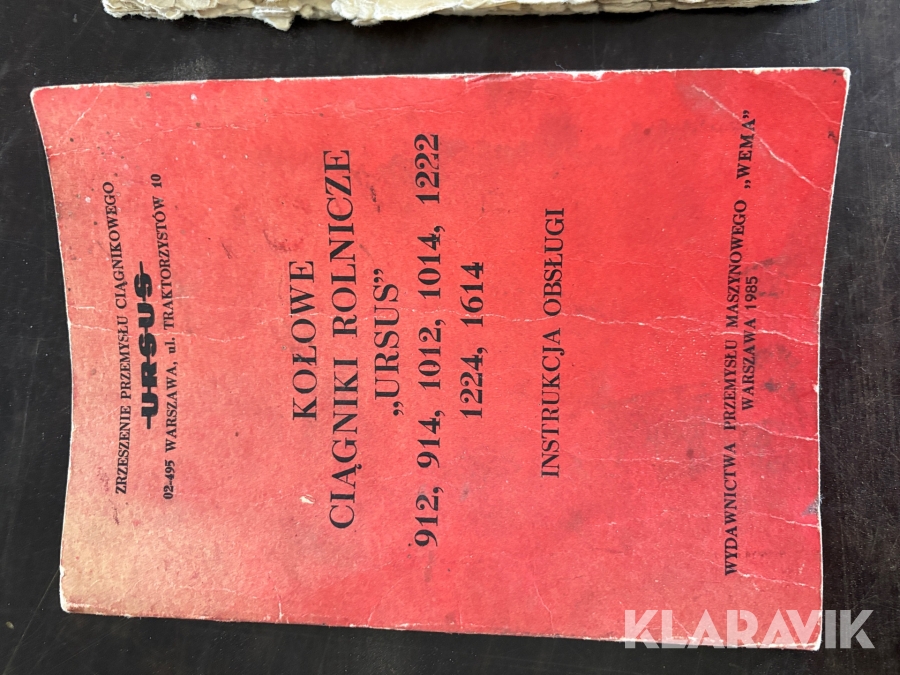 ZRZESZENIE PRZEMYSŁU CIĄGNIKOWEGO
URSUS
02-495 WARSZAWA, ul. TRAKTORZYSTÓW 10
KOŁOWE
CIĄGNIKI ROLNICZE
„URSUS”
912, 914, 1012, 1014, 1222
1224, 1614
INSTRUKCJA OBSŁUGI
WYDAWNICTWA PRZEMYSŁU MASZYNOWEGO „WEMA”
WARSZAWA 1985
KLARAVIK